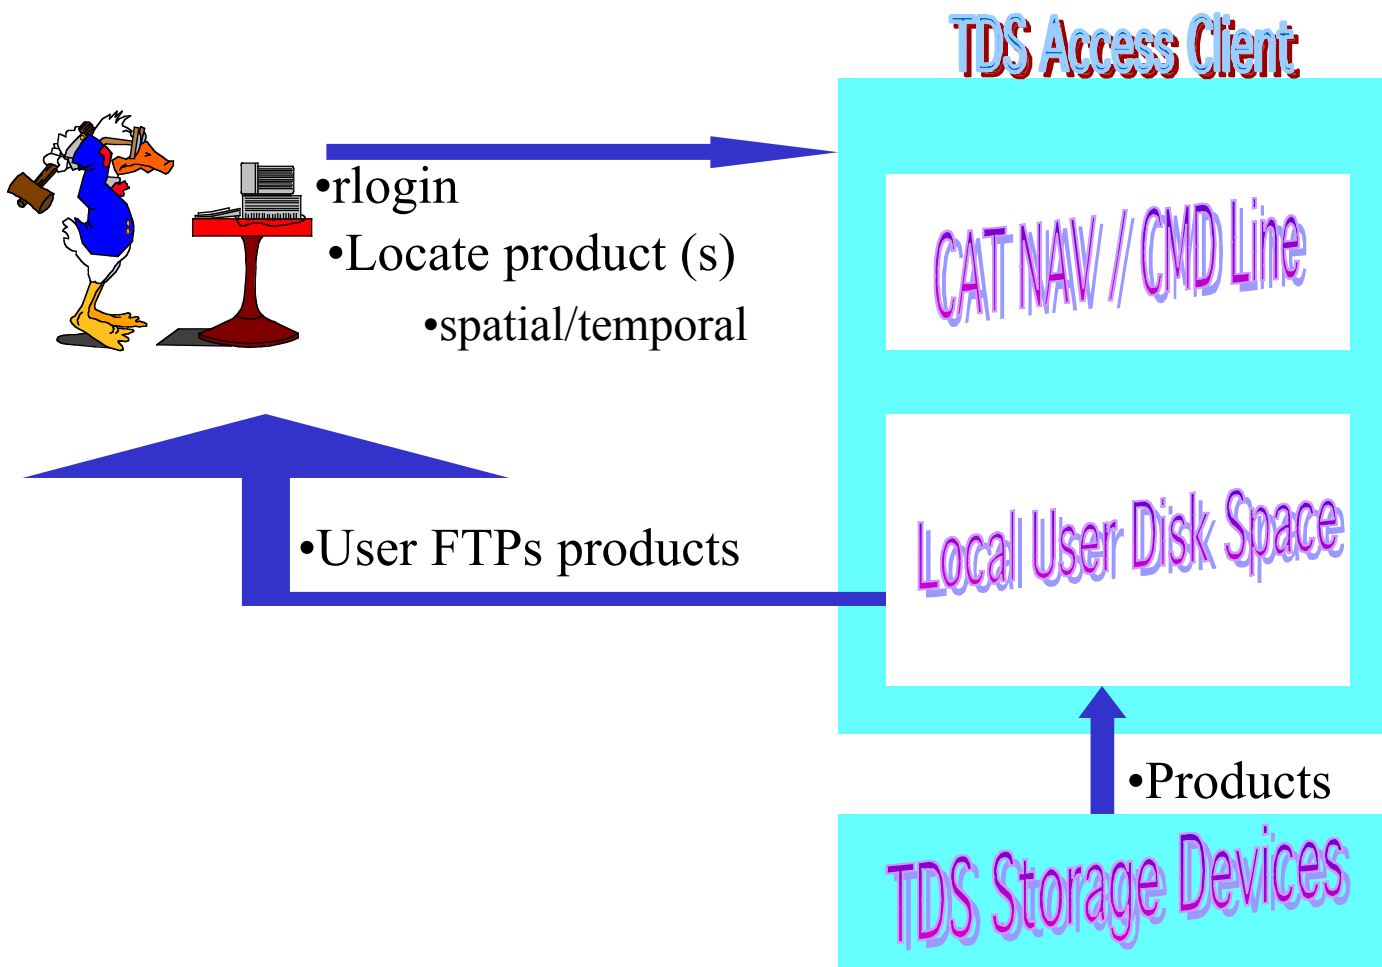 TDS Access Client
•rlogin
•Locate product (s)
•spatial/temporal
CAT NAV // CMD Line
•User FTPs products
Local User Disk Space
•Products
TDS Storage Devices